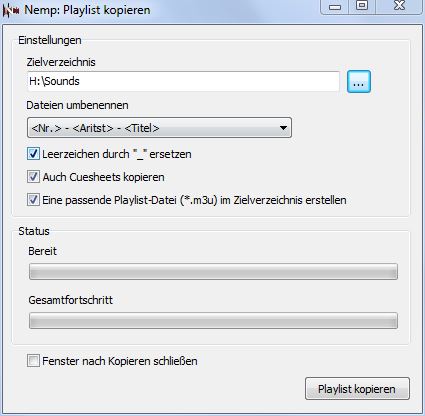 Nemp: Playlist kopieren
Einstellungen
Zielverzeichnis
H:\Sounds
...
Dateien umbenennen
<Nr.> - <Aritst> - <Titel>
Leerzeichen durch "_" ersetzen
Auch Cuesheets kopieren
Eine passende Playlist-Datei (*.m3u) im Zielverzeichnis erstellen
Status
Bereit
Gesamtfortschritt
Fenster nach Kopieren schließen
Playlist kopieren